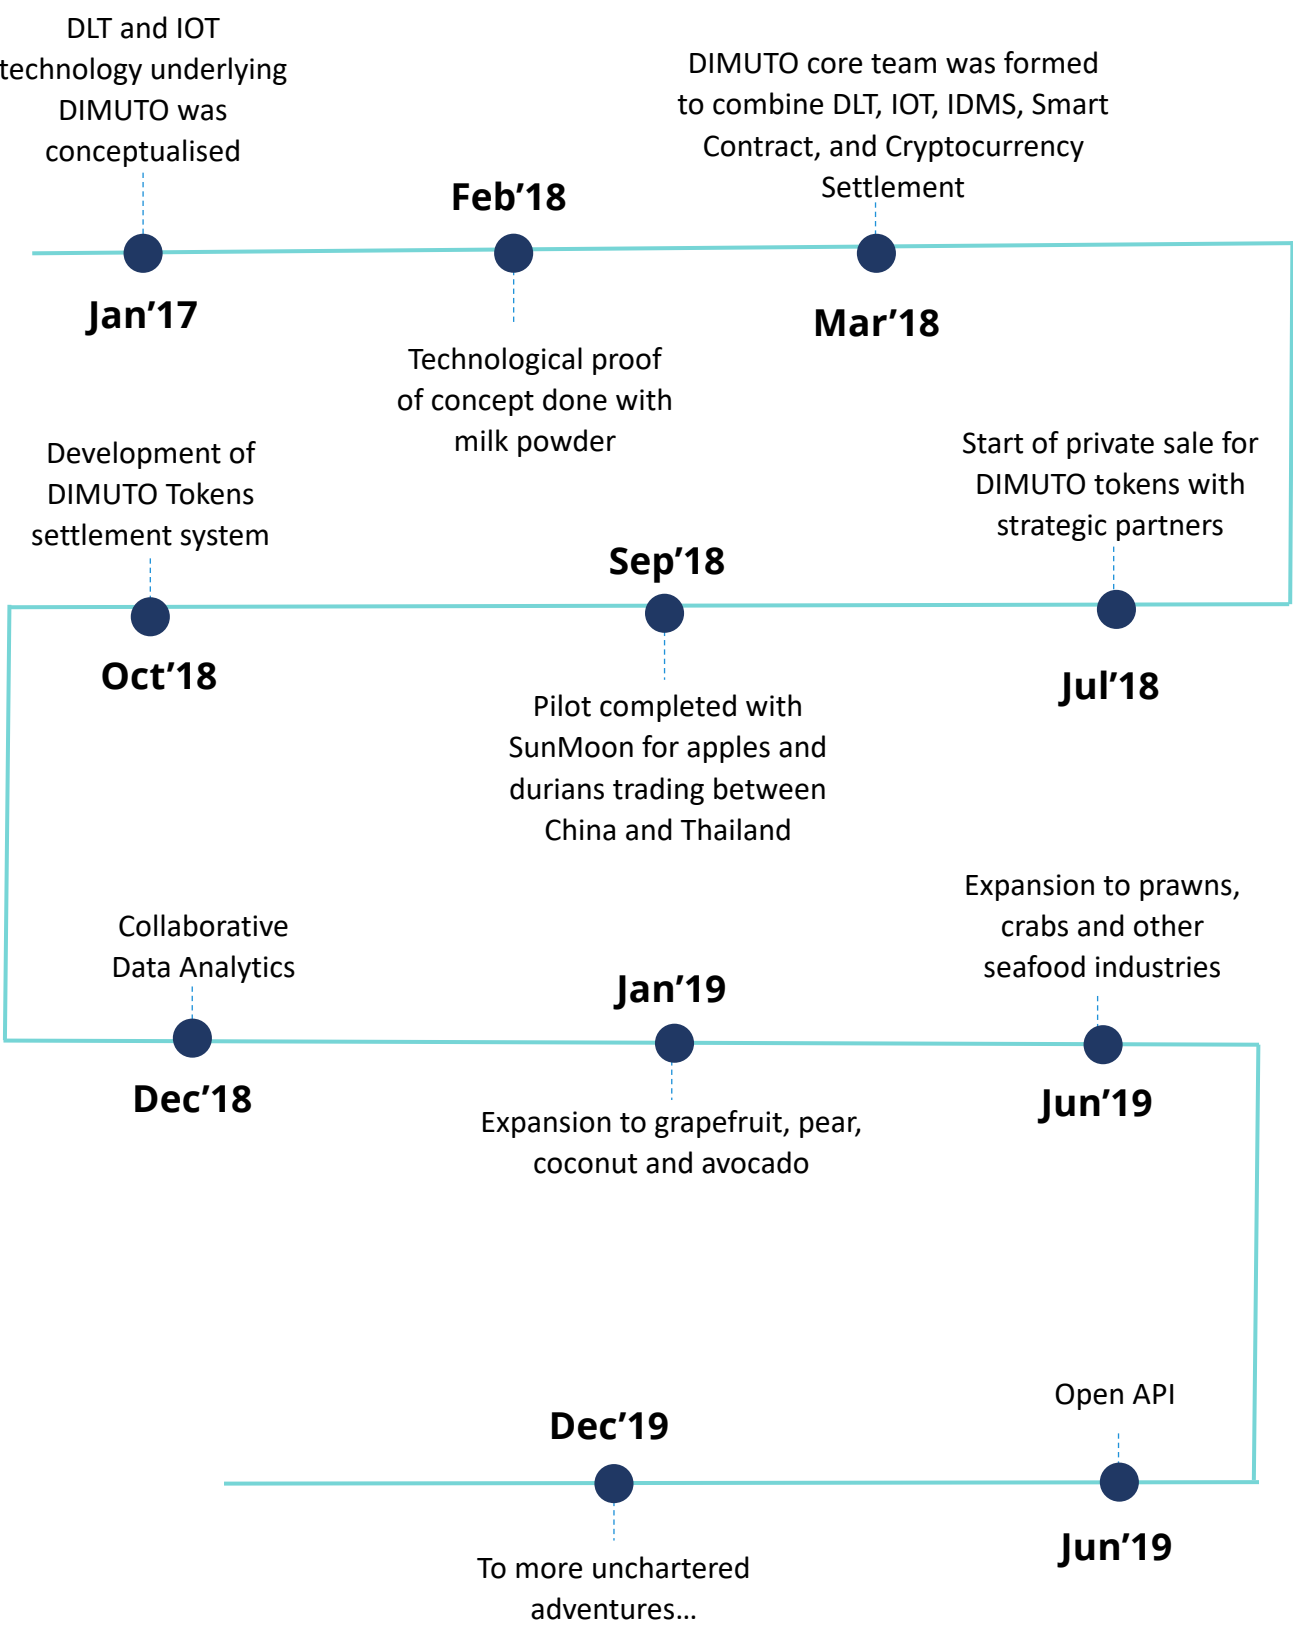 DLT and IOT
technology underlying
DIMUTO was
conceptualised
Jan'17
Feb'18
Technological proof
of concept done with
milk powder
DIMUTO core team was formed
to combine DLT, IOT, IDMS, Smart
Contract, and Cryptocurrency
Settlement
Mar'18
Start of private sale for
DIMUTO tokens with
strategic partners
Jul'18
Sep'18
Pilot completed with
SunMoon for apples and
durians trading between
China and Thailand
Development of
DIMUTO Tokens
settlement system
Oct'18
Collaborative
Data Analytics
Dec'18
Jan'19
Expansion to grapefruit, pear,
coconut and avocado
Expansion to prawns,
crabs and other
seafood industries
Jun'19
Open API
Jun'19
Dec'19
To more unchartered
adventures...